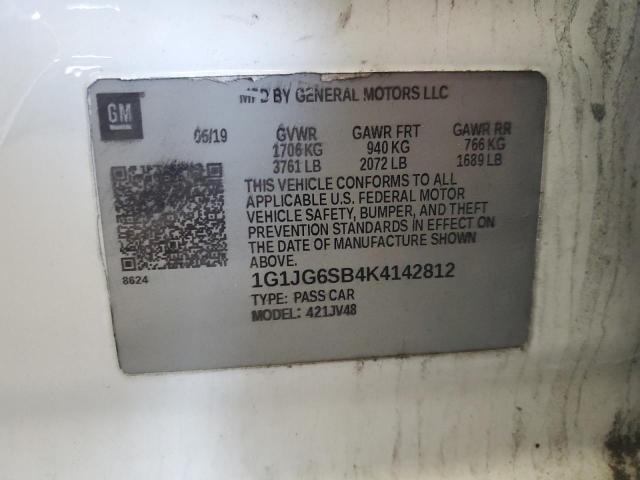 GM
MFD BY GENERAL MOTORS LLC
06/19 GVWR GAWR FRT GAWR RR
1706 KG 940 KG 766 KG
3761 LB 2072 LB 1689 LB
THIS VEHICLE CONFORMS TO ALL
APPLICABLE U.S. FEDERAL MOTOR
VEHICLE SAFETY, BUMPER, AND THEFT
PREVENTION STANDARDS IN EFFECT ON
THE DATE OF MANUFACTURE SHOWN
ABOVE.
8624
1G1JG6SB4K4142812
TYPE: PASS CAR
MODEL: 421JV48